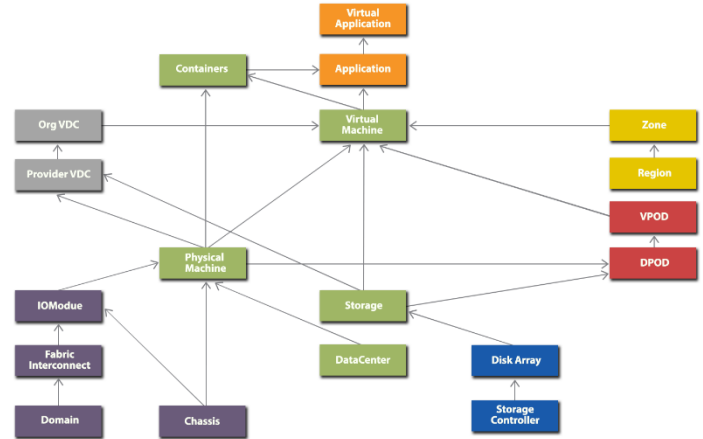 Virtual
Application
Containers
Application
Org VDC
Virtual
Machine
Zone
Provider VDC
Region
VPOD
Physical
Machine
DPOD
IOModue
Storage
Fabric
Interconnect
DataCenter
Disk Array
Domain
Chassis
Storage
Controller